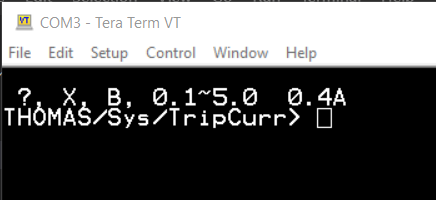 COM3 - Tera Term VT
File Edit Setup Control Window Help
?, X, B, 0.1~5.0 0.4A
THOMAS/Sys/TripCurr>